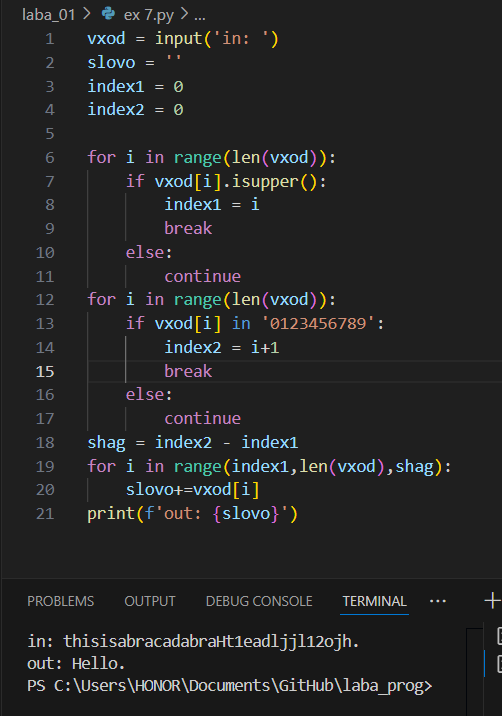 laba_01 > ex 7.py > ...
1 vxod = input('in: ')
2 slovo = ''
3 index1 = 0
4 index2 = 0
5
6 for i in range(len(vxod)):
7     if vxod[i].isupper():
8         index1 = i
9         break
10     else:
11         continue
12 for i in range(len(vxod)):
13     if vxod[i] in '0123456789':
14         index2 = i+1
15         break
16     else:
17         continue
18 shag = index2 - index1
19 for i in range(index1,len(vxod),shag):
20     slovo+=vxod[i]
21 print(f'out: {slovo}')
PROBLEMS OUTPUT DEBUG CONSOLE TERMINAL ... +
in: thisisabracadabraHt1eadljjl12ojh.
out: Hello.
PS C:\Users\HONOR\Documents\GitHub\laba_prog>